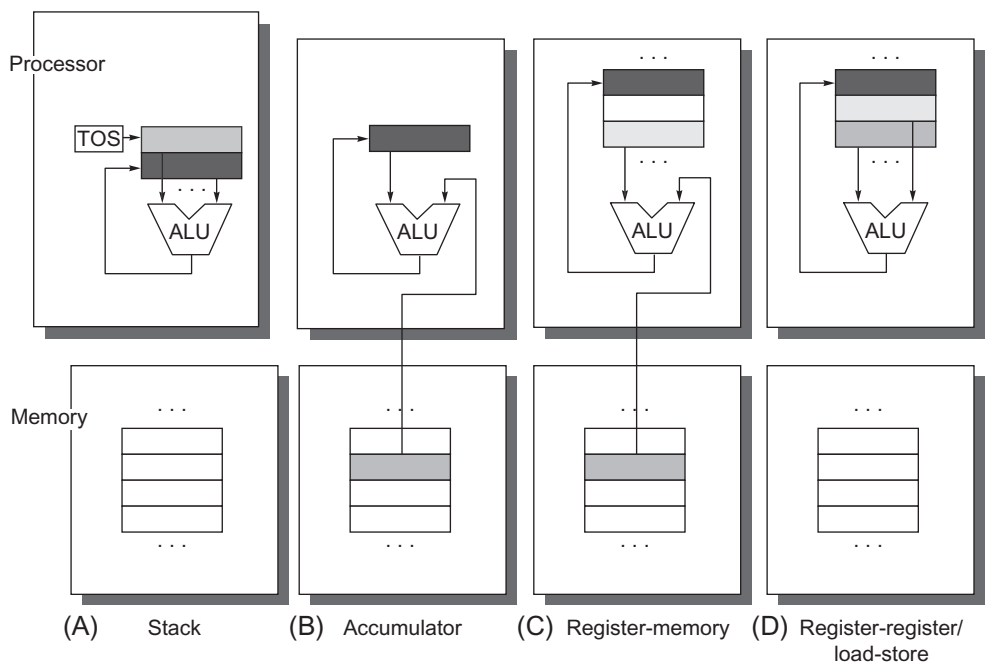 Processor
TOS
. . .
ALU
ALU
. . .
. . .
ALU
. . .
. . .
ALU
Memory
. . .
. . .
. . .
. . .
. . .
. . .
. . .
. . .
(A) Stack
(B) Accumulator
(C) Register-memory
(D) Register-register/
load-store